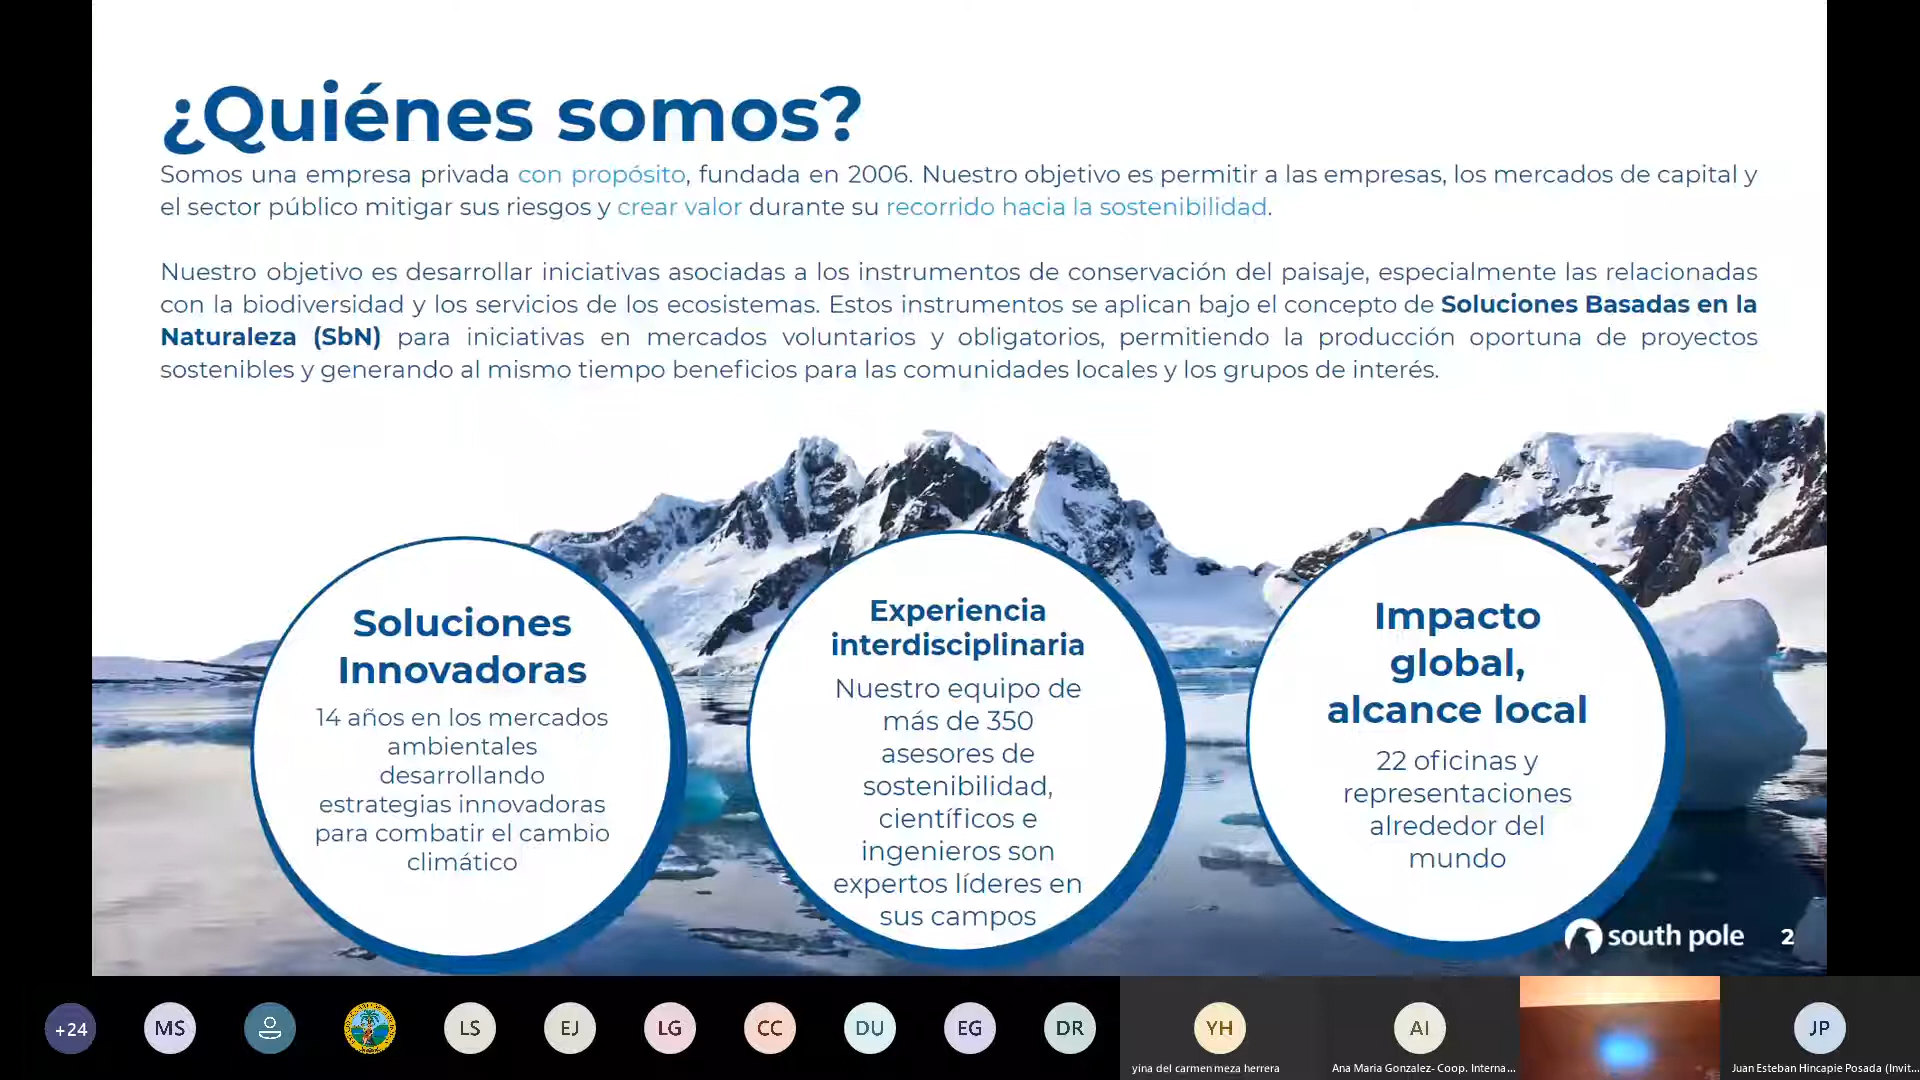 ¿Quiénes somos?
Somos una empresa privada con propósito, fundada en 2006. Nuestro objetivo es permitir a las empresas, los mercados de capital y
el sector público mitigar sus riesgos y crear valor durante su recorrido hacia la sostenibilidad.
Nuestro objetivo es desarrollar iniciativas asociadas a los instrumentos de conservación del paisaje, especialmente las relacionadas
con la biodiversidad y los servicios de los ecosistemas. Estos instrumentos se aplican bajo el concepto de Soluciones Basadas en la
Naturaleza (SbN) para iniciativas en mercados voluntarios y obligatorios, permitiendo la producción oportuna de proyectos
sostenibles y generando al mismo tiempo beneficios para las comunidades locales y los grupos de interés.
Soluciones
Innovadoras
14 años en los mercados
ambientales
desarrollando
estrategias innovadoras
para combatir el cambio
climático
Experiencia
interdisciplinaria
Nuestro equipo de
más de 350
asesores de
sostenibilidad,
científicos e
ingenieros son
expertos líderes en
sus campos
Impacto
global,
alcance local
22 oficinas y
representaciones
alrededor del
mundo
south pole
2
+24
MS
LS
EJ
LG
CC
DU
EG
DR
YH
yina del carmen meza herrera
AI
Ana Maria Gonzalez- Coop. Interna...
JP
Juan Esteban Hincapie Posada (Invit...